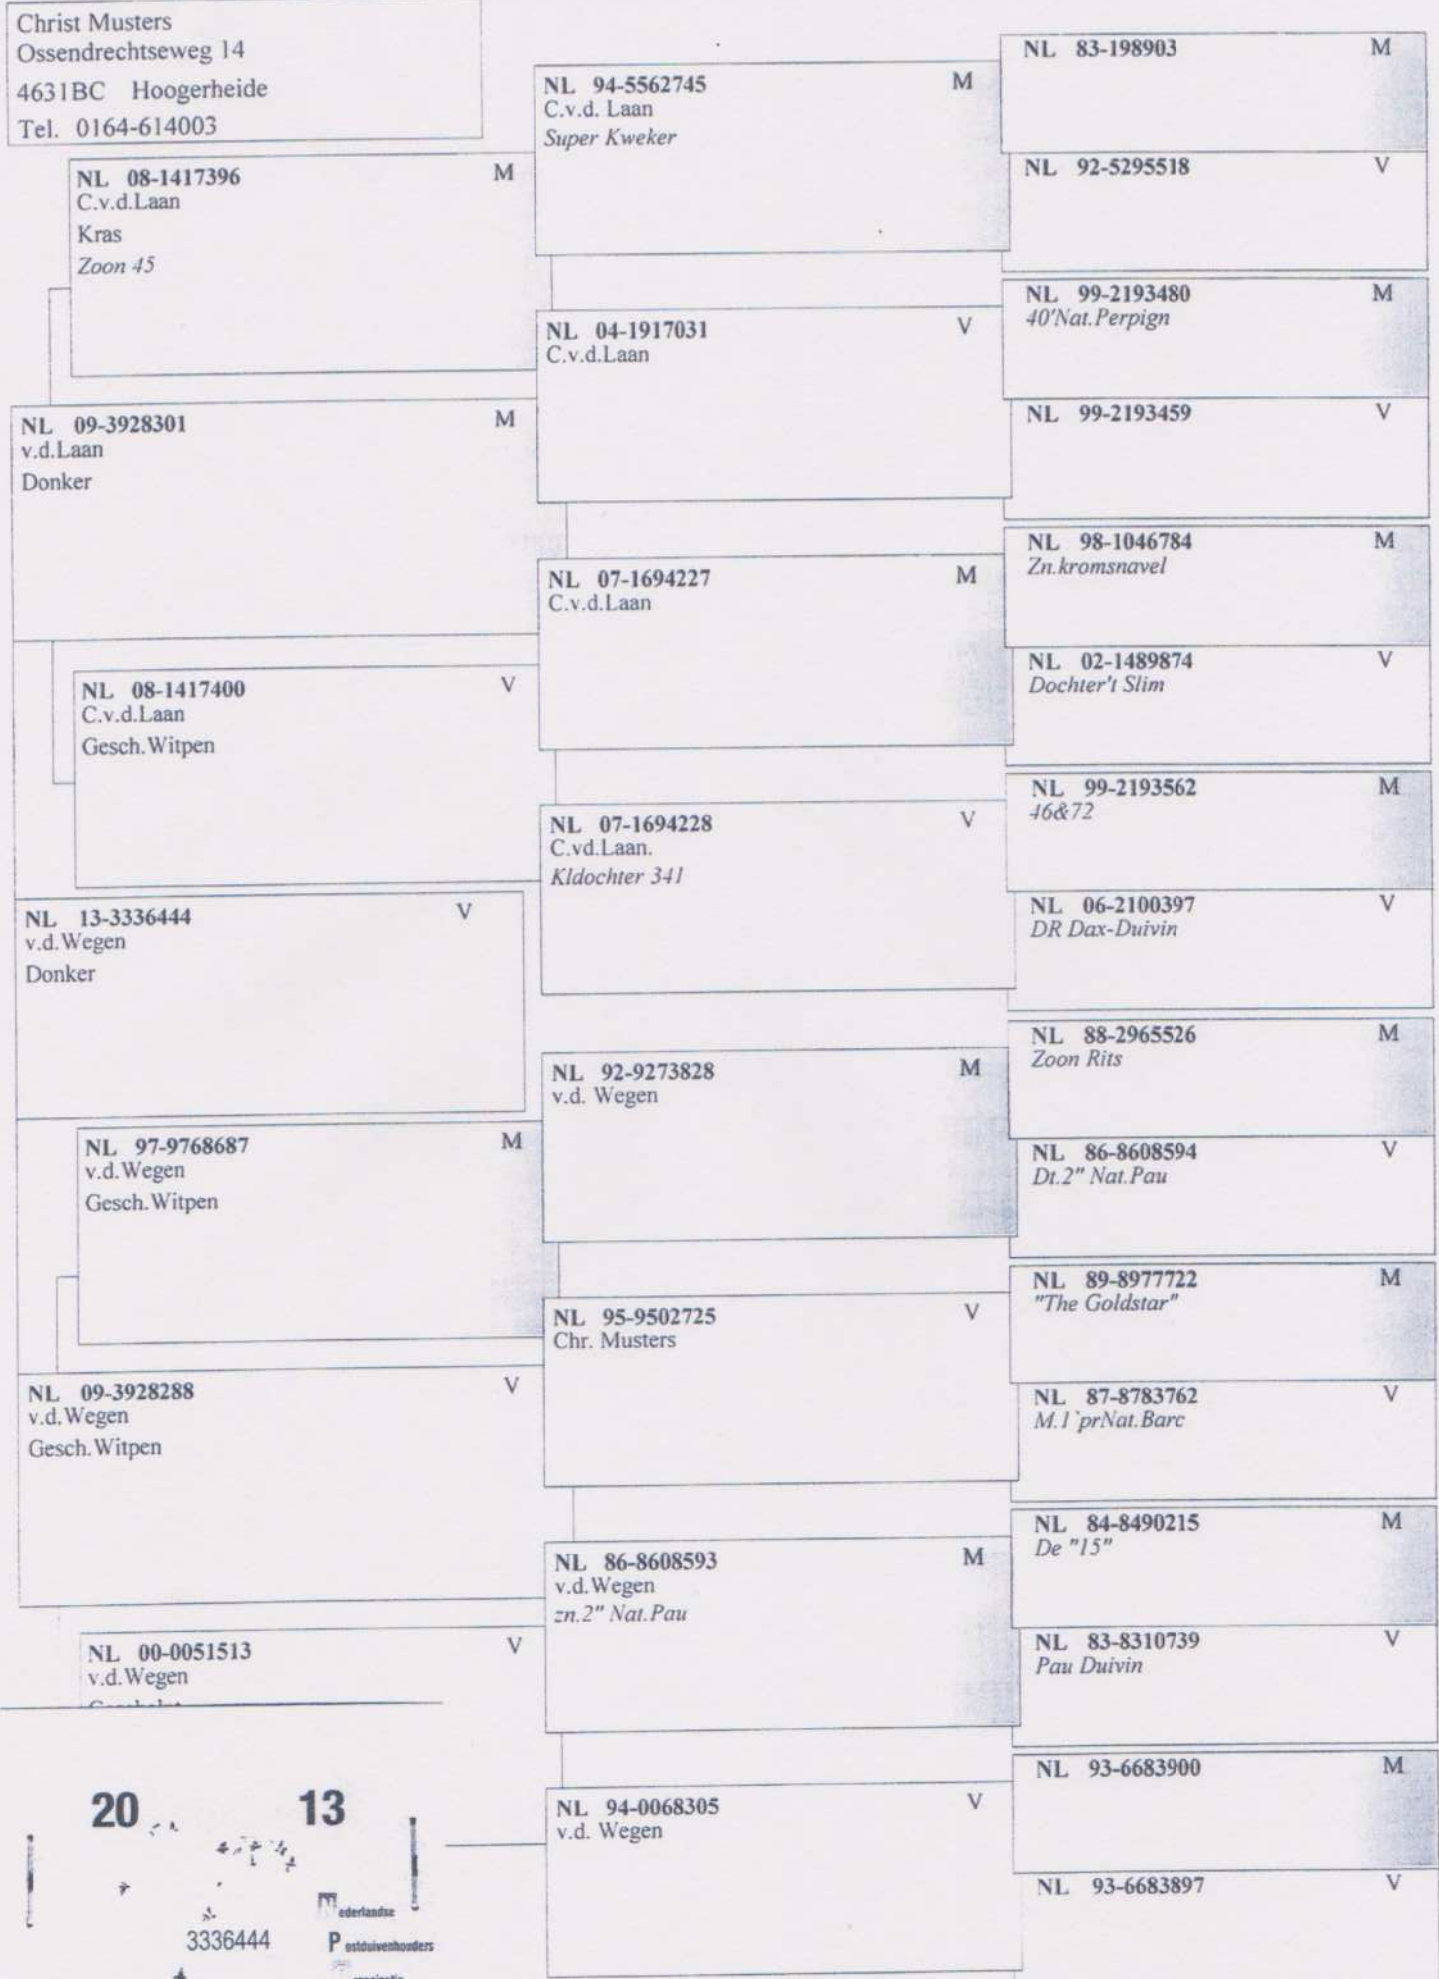 Christ Musters
Ossendrechtseweg 14
4631BC Hoogerheide
Tel. 0164-614003
NL 08-1417396 M
C.v.d.Laan
Kras
Zoon 45
NL 09-3928301 M
v.d.Laan
Donker
NL 08-1417400 V
C.v.d.Laan
Gesch.Witpen
NL 13-3336444 V
v.d.Wegen
Donker
NL 97-9768687 M
v.d.Wegen
Gesch.Witpen
NL 09-3928288 V
v.d.Wegen
Gesch.Witpen
NL 00-0051513 V
v.d.Wegen
20 13
3336444
Nederlandse
Postduivenhouders
NL 94-5562745 M
C.v.d. Laan
Super Kweker
NL 04-1917031 V
C.v.d.Laan
NL 07-1694227 M
C.v.d.Laan
NL 07-1694228 V
C.vd.Laan.
Kldochter 341
NL 92-9273828 M
v.d. Wegen
NL 95-9502725 V
Chr. Musters
NL 86-8608593 M
v.d.Wegen
zn.2" Nat.Pau
NL 94-0068305 V
v.d. Wegen
NL 83-198903 M
NL 92-5295518 V
NL 99-2193480 M
40'Nat.Perpign
NL 99-2193459 V
NL 98-1046784 M
Zn.kromsnavel
NL 02-1489874 V
Dochter't Slim
NL 99-2193562 M
46&72
NL 06-2100397 V
DR Dax-Duivin
NL 88-2965526 M
Zoon Rits
NL 86-8608594 V
Dt.2" Nat.Pau
NL 89-8977722 M
"The Goldstar"
NL 87-8783762 V
M.1`prNat.Barc
NL 84-8490215 M
De "15"
NL 83-8310739 V
Pau Duivin
NL 93-6683900 M
NL 93-6683897 V